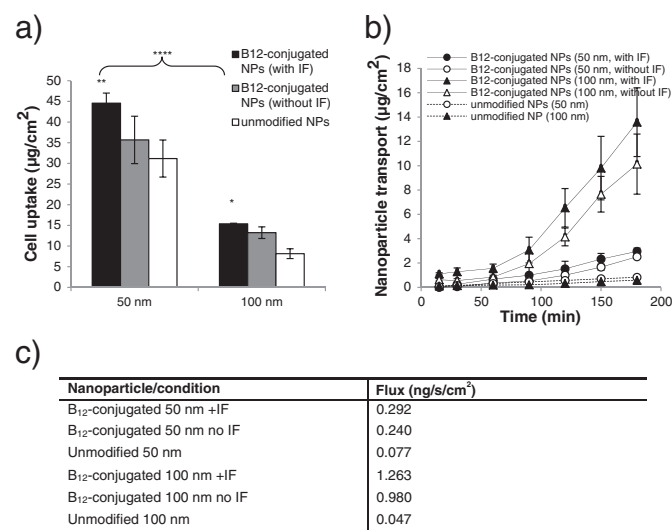 a)
b)
****
**
*
B12-conjugated
NPs (with IF)
B12-conjugated
NPs (without IF)
unmodified NPs
Cell uptake (µg/cm²)
50
45
40
35
30
25
20
15
10
5
0
50 nm
100 nm
B12-conjugated NPs (50 nm, with IF)
B12-conjugated NPs (50 nm, without IF)
B12-conjugated NPs (100 nm, with IF)
B12-conjugated NPs (100 nm, without IF)
unmodified NPs (50 nm)
unmodified NP (100 nm)
Nanoparticle transport (µg/cm²)
18
16
14
12
10
8
6
4
2
0
0 50 100 150 200
Time (min)
c)
Nanoparticle/condition Flux (ng/s/cm²)
B₁₂-conjugated 50 nm +IF 0.292
B₁₂-conjugated 50 nm no IF 0.240
Unmodified 50 nm 0.077
B₁₂-conjugated 100 nm +IF 1.263
B₁₂-conjugated 100 nm no IF 0.980
Unmodified 100 nm 0.047